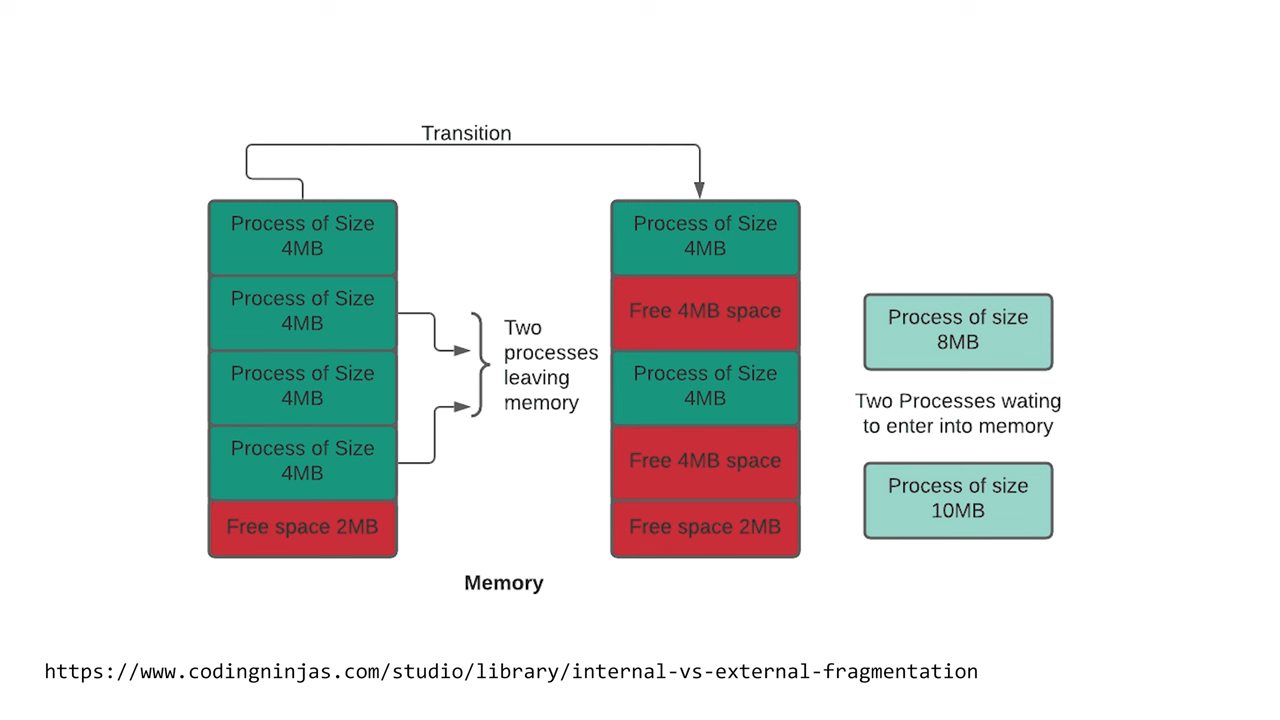 Transition
Process of Size
4MB
Process of Size
4MB
Process of Size
4MB
Process of Size
4MB
Free space 2MB
Two
processes
leaving
memory
Process of Size
4MB
Free 4MB space
Process of Size
4MB
Free 4MB space
Free space 2MB
Process of size
8MB
Two Processes wating
to enter into memory
Process of size
10MB
Memory
https://www.codingninjas.com/studio/library/internal-vs-external-fragmentation